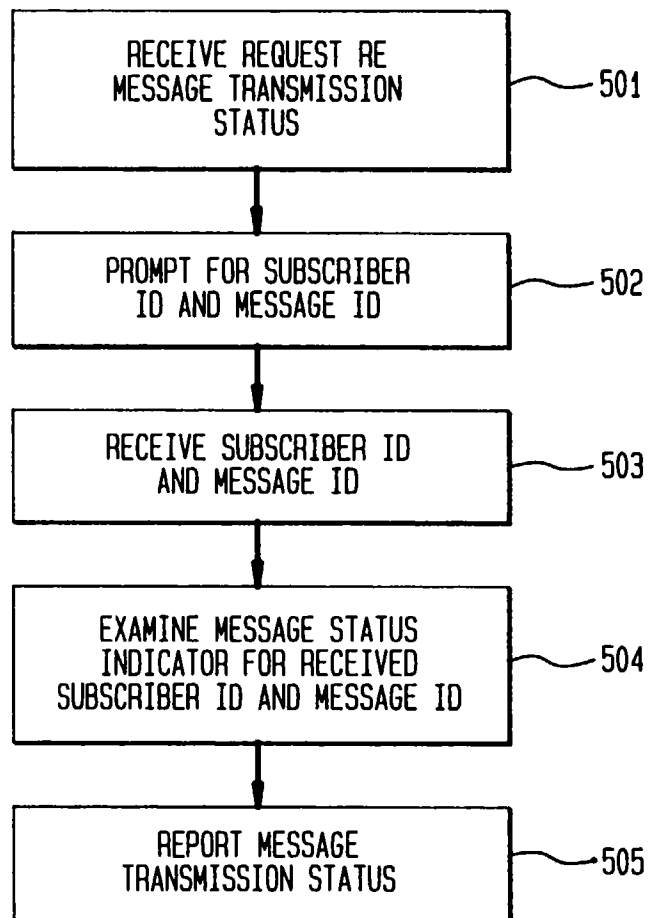 RECEIVE REQUEST RE
MESSAGE TRANSMISSION
STATUS
501
PROMPT FOR SUBSCRIBER
ID AND MESSAGE ID
502
RECEIVE SUBSCRIBER ID
AND MESSAGE ID
503
EXAMINE MESSAGE STATUS
INDICATOR FOR RECEIVED
SUBSCRIBER ID AND MESSAGE ID
504
REPORT MESSAGE
TRANSMISSION STATUS
505